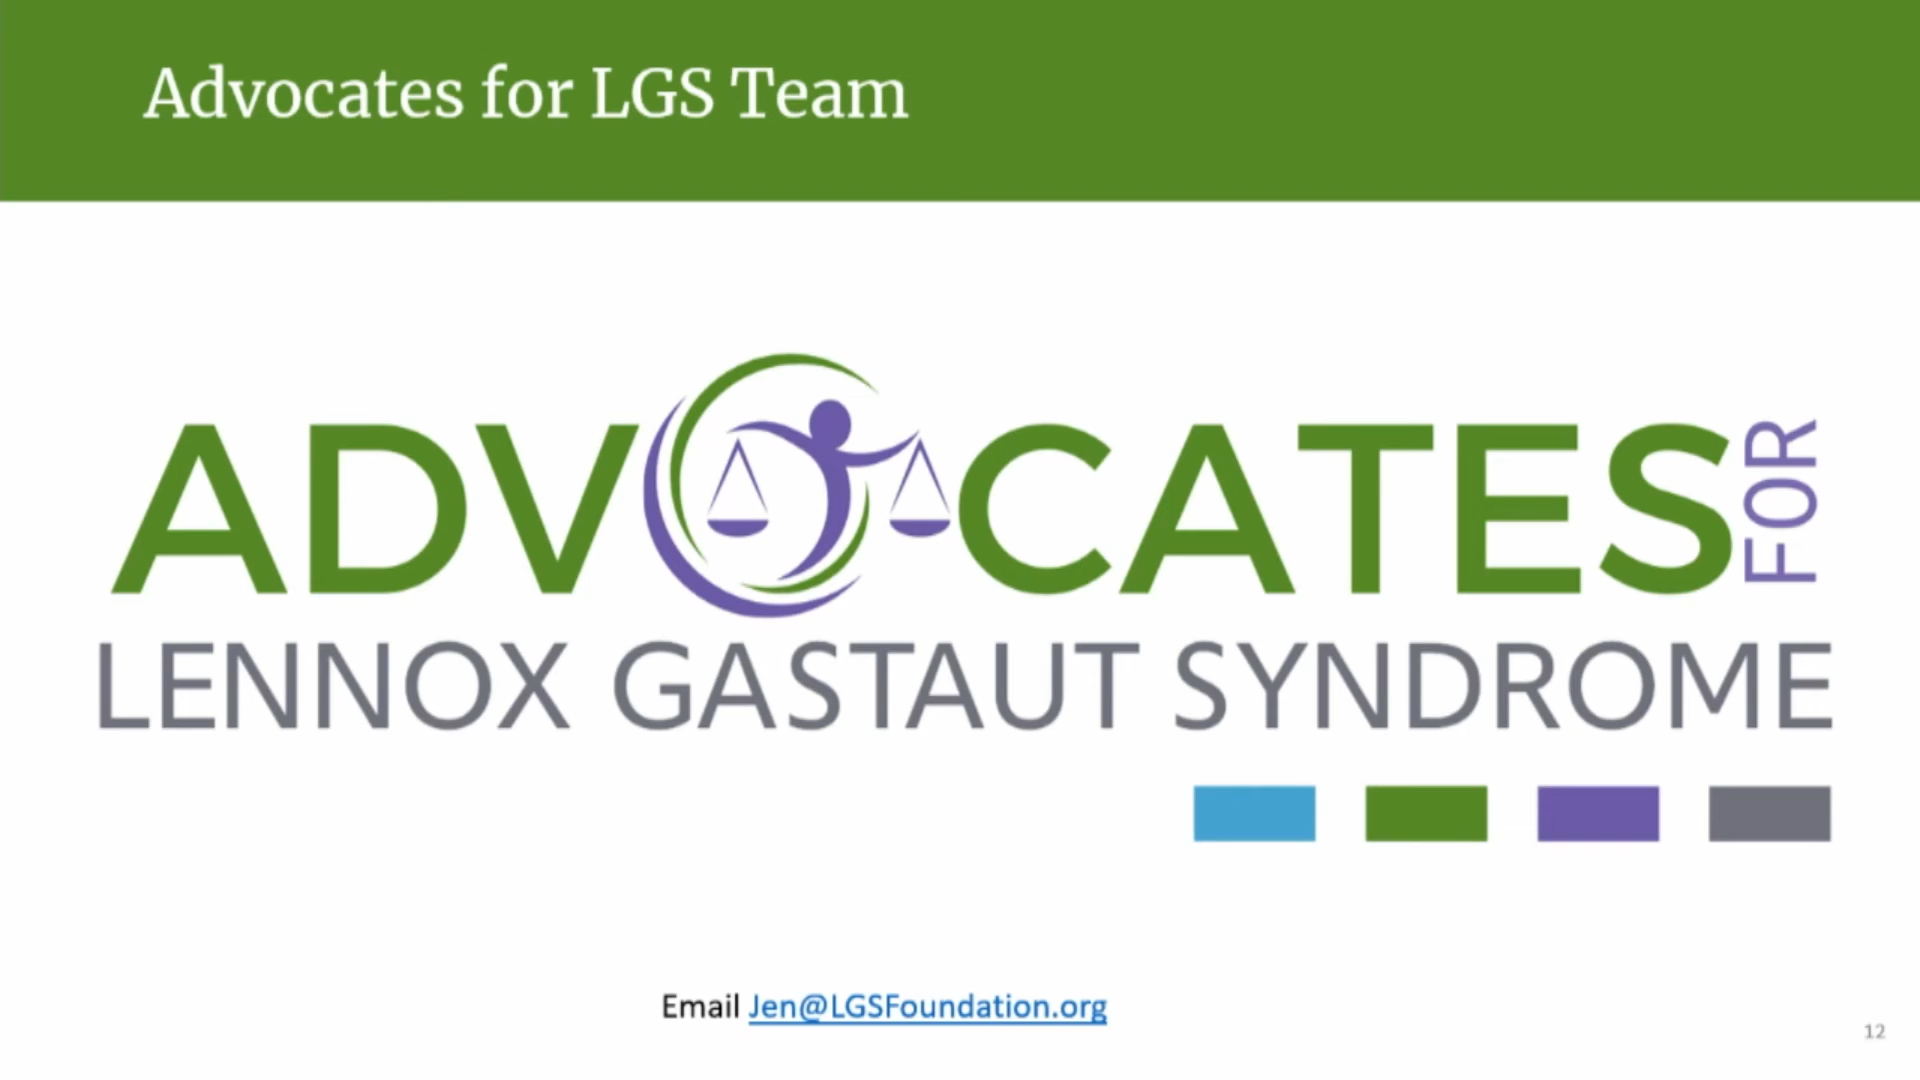 Advocates for LGS Team
ADVOCATES FOR
LENNOX GASTAUT SYNDROME
Email Jen@LGSFoundation.org
12